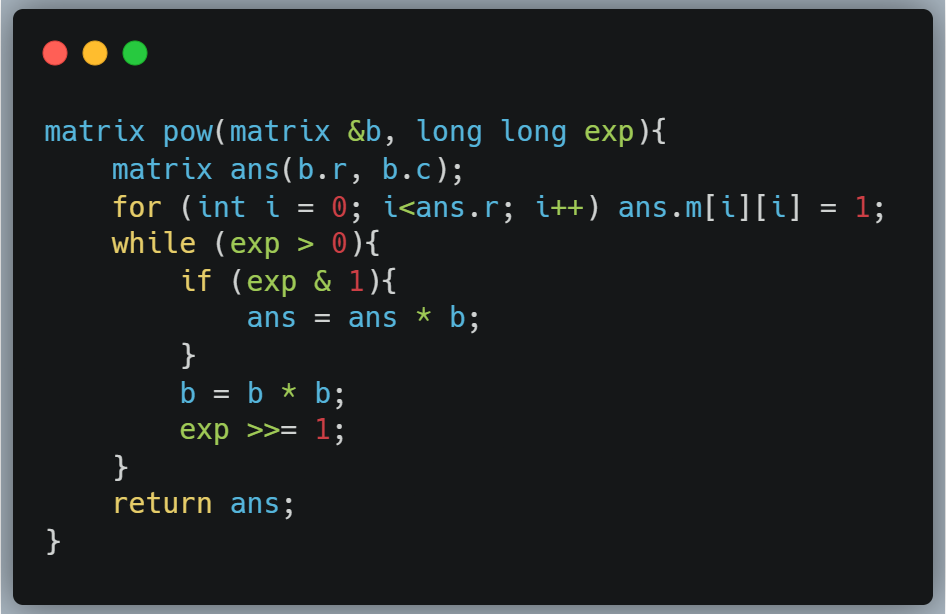 matrix pow(matrix &b, long long exp){
    matrix ans(b.r, b.c);
    for (int i = 0; i<ans.r; i++) ans.m[i][i] = 1;
    while (exp > 0){
        if (exp & 1){
            ans = ans * b;
        }
        b = b * b;
        exp >>= 1;
    }
    return ans;
}